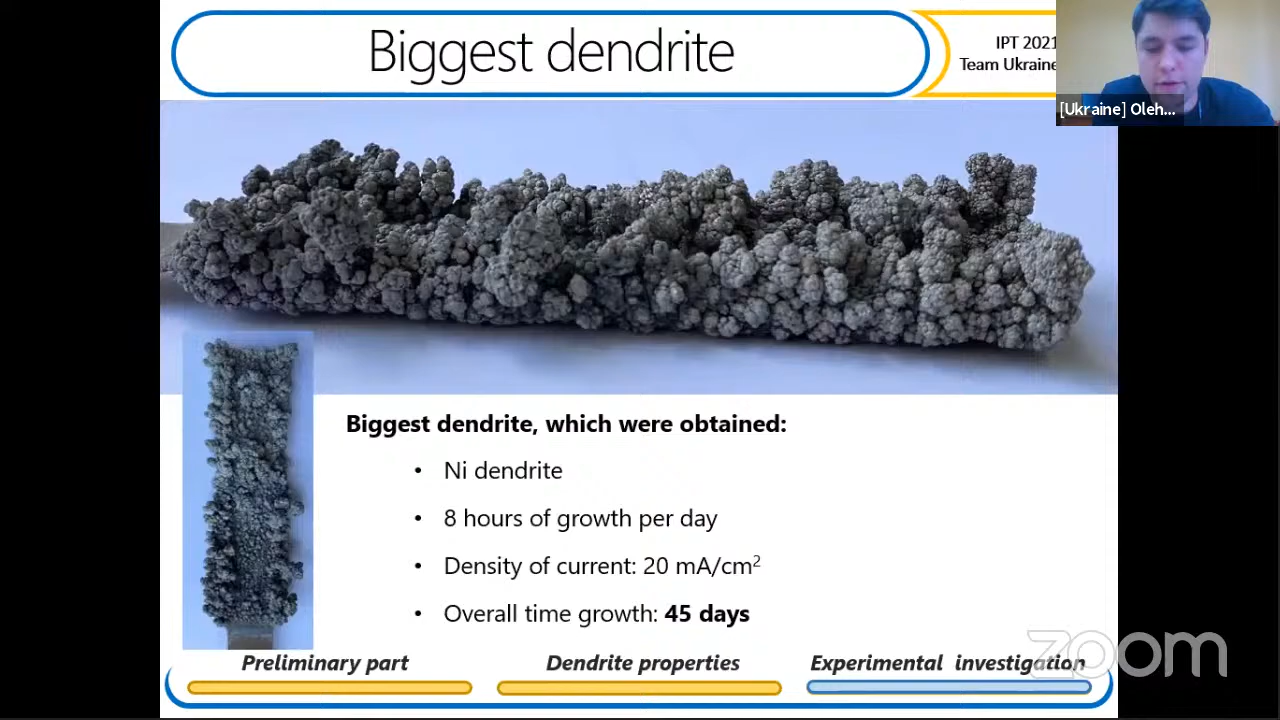 Biggest dendrite
IPT 2021
Team Ukraine
[Ukraine] Oleh...
Biggest dendrite, which were obtained:
• Ni dendrite
• 8 hours of growth per day
• Density of current: 20 mA/cm²
• Overall time growth: 45 days
Preliminary part
Dendrite properties
Experimental investigation
zoom